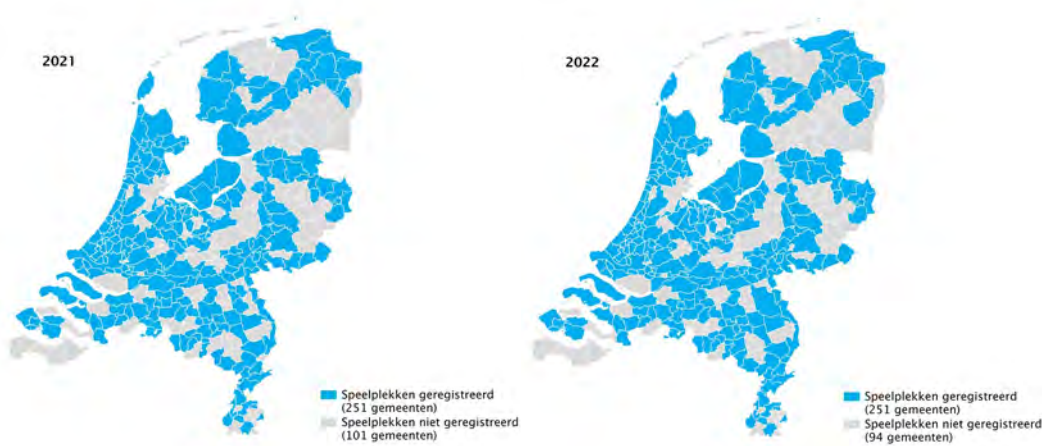 2021
Speelplekken geregistreerd
(251 gemeenten)
Speelplekken niet geregistreerd
(101 gemeenten)
2022
Speelplekken geregistreerd
(251 gemeenten)
Speelplekken niet geregistreerd
(94 gemeenten)